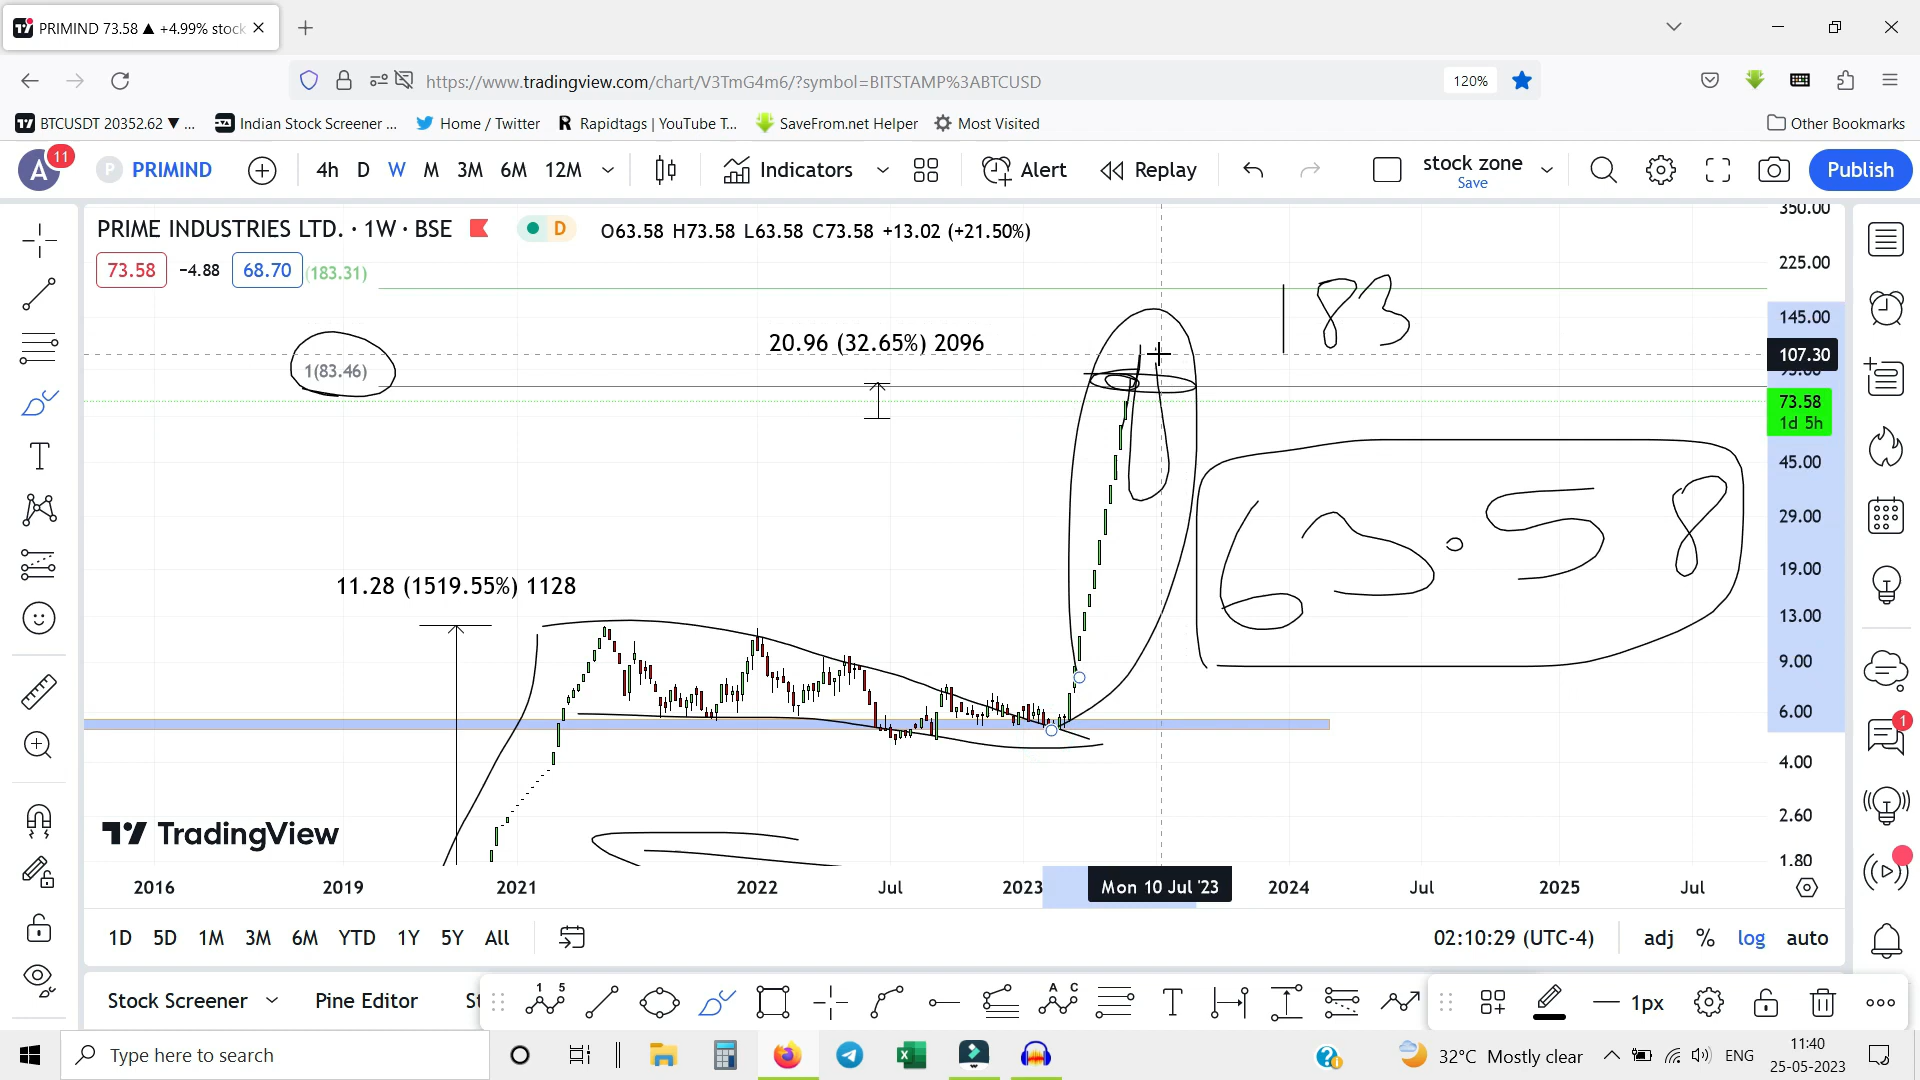 PRIMIND 73.58 ▲ +4.99% stock
https://www.tradingview.com/chart/V3TmG4m6/?symbol=BITSTAMP%3ABTCUSD
120%
BTCUSDT 20352.62 ▼ ...
Indian Stock Screener ...
Home / Twitter
Rapidtags | YouTube T...
SaveFrom.net Helper
Most Visited
Other Bookmarks
A 11
P PRIMIND
4h D W M 3M 6M 12M
Indicators
Alert
Replay
stock zone
Save
Publish
PRIME INDUSTRIES LTD. · 1W · BSE
D
O63.58 H73.58 L63.58 C73.58 +13.02 (+21.50%)
73.58 −4.88 68.70 (183.31)
350.00
225.00
183
145.00
20.96 (32.65%) 2096
107.30
1(83.46)
73.58
1d 5h
45.00
63.58
29.00
19.00
11.28 (1519.55%) 1128
13.00
9.00
6.00
1
4.00
2.60
TradingView
1.80
2016 2019 2021 2022 Jul 2023 Mon 10 Jul '23 2024 Jul 2025 Jul
1D 5D 1M 3M 6M YTD 1Y 5Y All
02:10:29 (UTC-4)
adj % log auto
Stock Screener
Pine Editor
St
1 5
A C
T
1px
Type here to search
32°C Mostly clear
ENG
11:40
25-05-2023